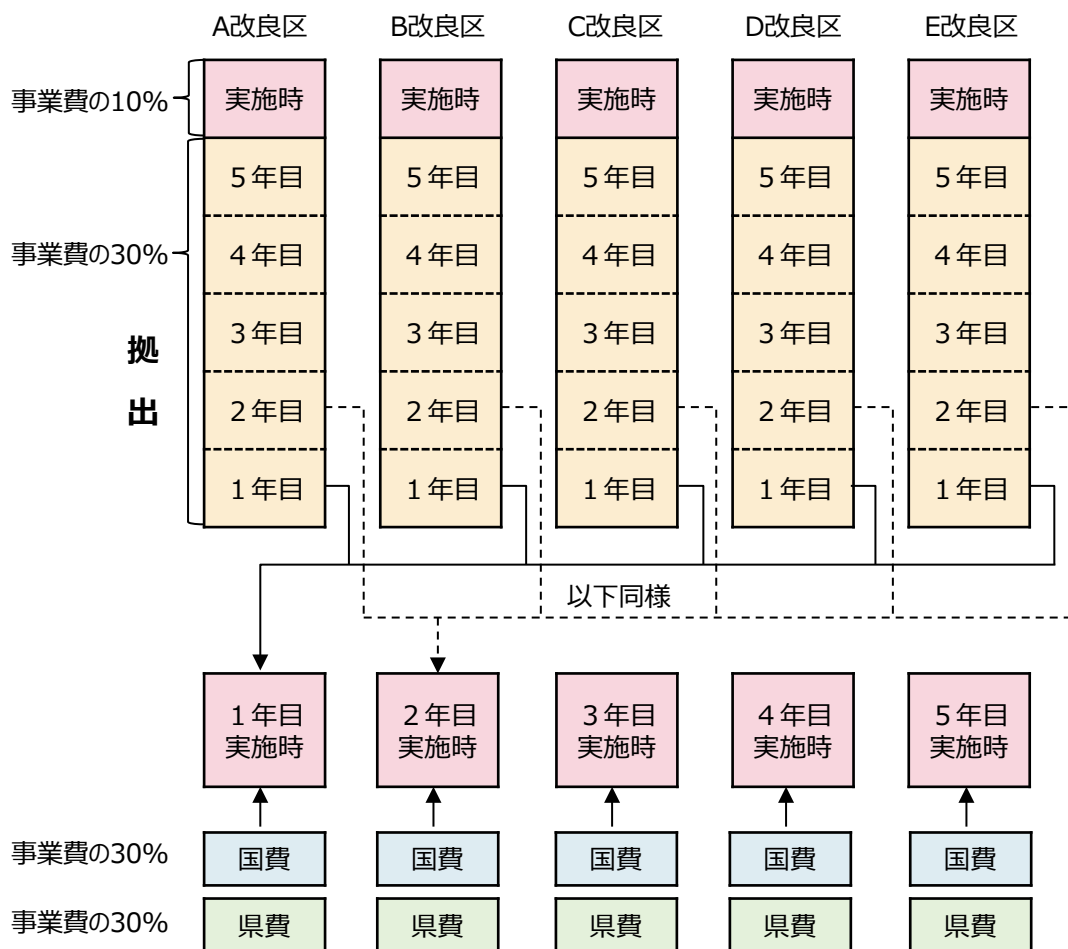 A改良区 B改良区 C改良区 D改良区 E改良区
事業費の10% 実施時 実施時 実施時 実施時 実施時
５年目 ５年目 ５年目 ５年目 ５年目
事業費の30% ４年目 ４年目 ４年目 ４年目 ４年目
拠出
３年目 ３年目 ３年目 ３年目 ３年目
２年目 ２年目 ２年目 ２年目 ２年目
１年目 １年目 １年目 １年目 １年目
以下同様
１年目 ２年目 ３年目 ４年目 ５年目
実施時 実施時 実施時 実施時 実施時
事業費の30% 国費 国費 国費 国費 国費
事業費の30% 県費 県費 県費 県費 県費